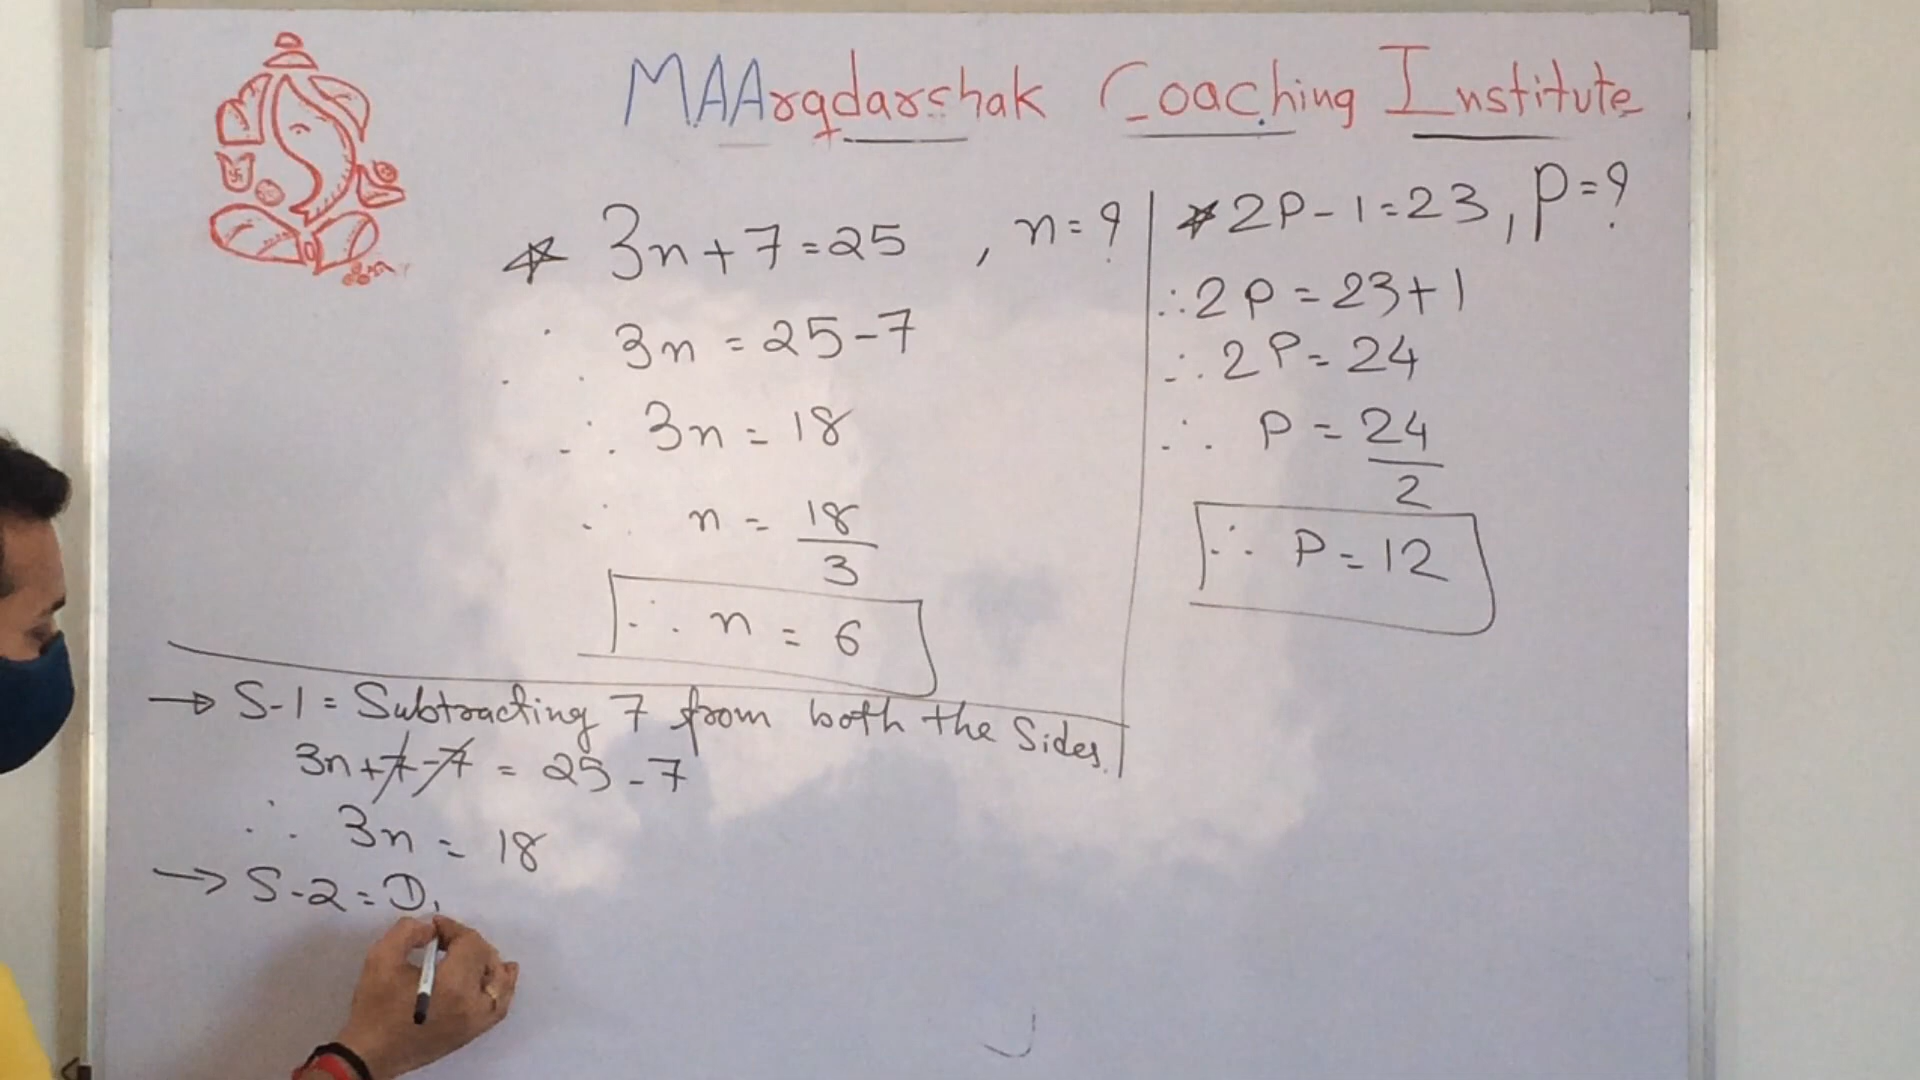 MAArgdarshak Coaching Institute
3n+7=25 , n=?
∴ 3n=25-7
∴ 3n=18
∴ n=18/3
∴ n=6
2P-1=23, P=?
∴ 2P=23+1
∴ 2P=24
∴ P=24/2
∴ P=12
→ S-1 = Subtracting 7 from both the Sides.
3n+7-7=25-7
∴ 3n=18
→ S-2 = Di